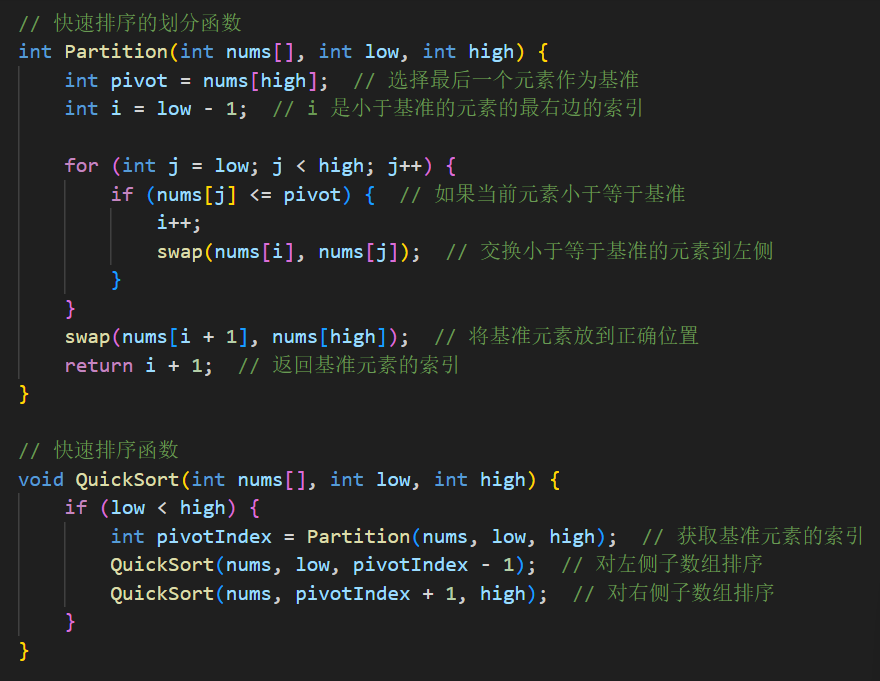 // 快速排序的划分函数
int Partition(int nums[], int low, int high) {
    int pivot = nums[high];  // 选择最后一个元素作为基准
    int i = low - 1;  // i 是小于基准的元素的最右边的索引

    for (int j = low; j < high; j++) {
        if (nums[j] <= pivot) {  // 如果当前元素小于等于基准
            i++;
            swap(nums[i], nums[j]);  // 交换小于等于基准的元素到左侧
        }
    }
    swap(nums[i + 1], nums[high]);  // 将基准元素放到正确位置
    return i + 1;  // 返回基准元素的索引
}

// 快速排序函数
void QuickSort(int nums[], int low, int high) {
    if (low < high) {
        int pivotIndex = Partition(nums, low, high);  // 获取基准元素的索引
        QuickSort(nums, low, pivotIndex - 1);  // 对左侧子数组排序
        QuickSort(nums, pivotIndex + 1, high);  // 对右侧子数组排序
    }
}